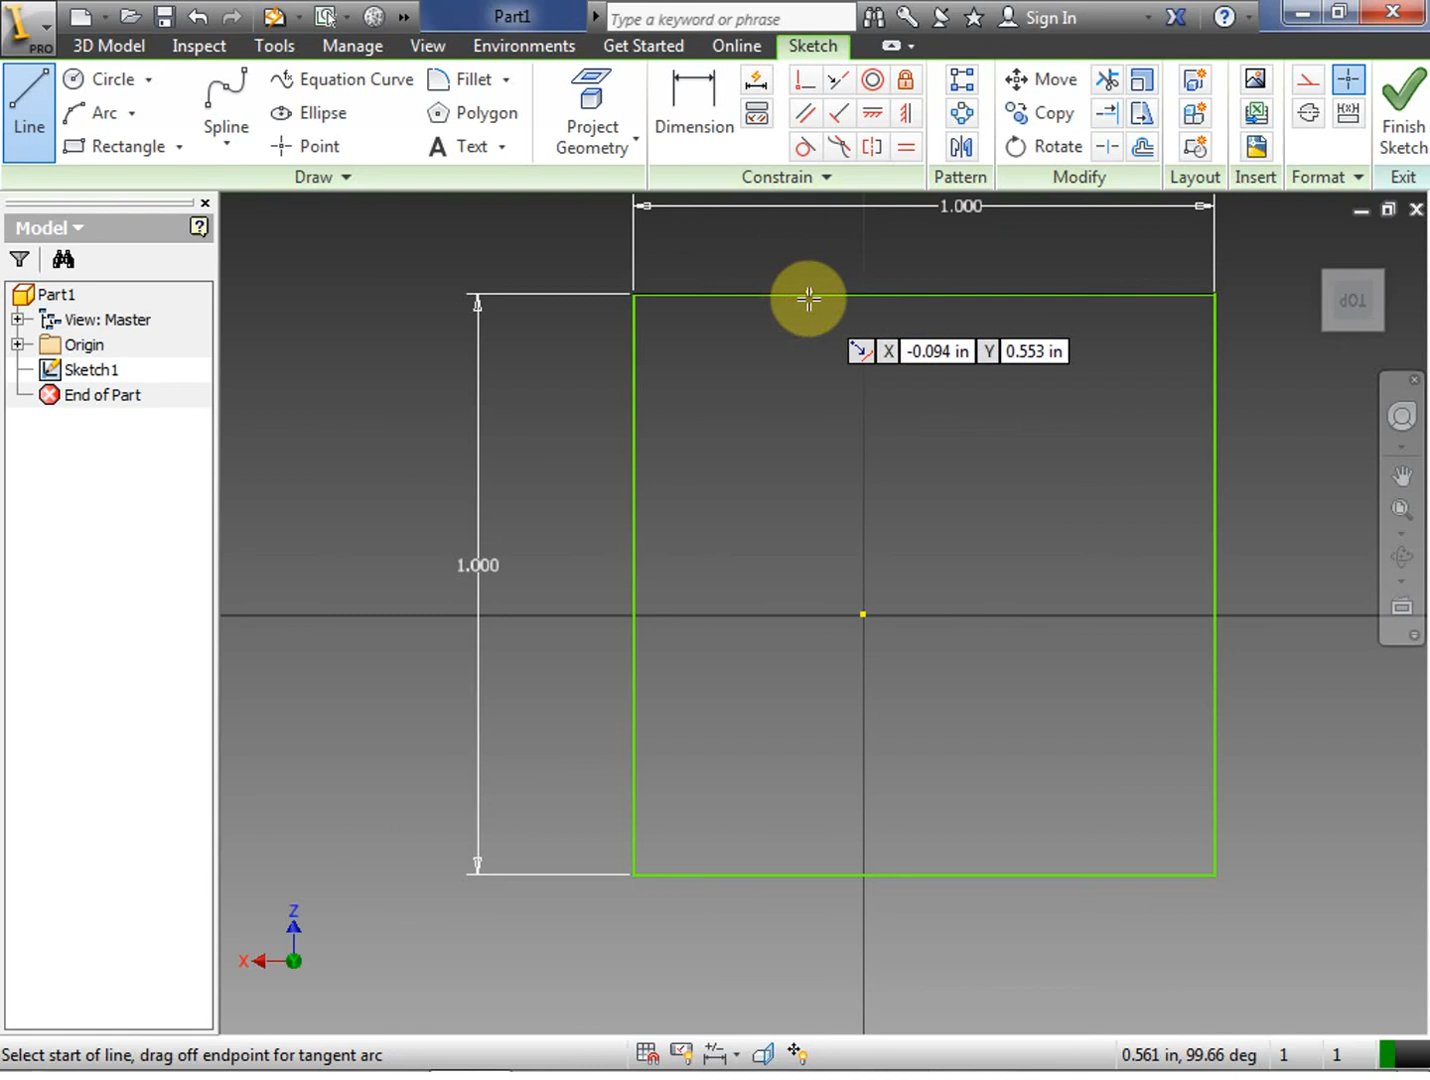 Part1
Type a keyword or phrase
Sign In
PRO
3D Model
Inspect
Tools
Manage
View
Environments
Get Started
Online
Sketch
Line
Circle
Arc
Rectangle
Spline
Equation Curve
Ellipse
Point
Fillet
Polygon
A Text
Project
Geometry
Dimension
Move
Copy
Rotate
Finish
Sketch
Draw
Constrain
Pattern
Modify
Layout
Insert
Format
Exit
Model
Part1
View: Master
Origin
Sketch1
End of Part
1.000
TOP
X -0.094 in Y 0.553 in
1.000
Z
X
Select start of line, drag off endpoint for tangent arc
0.561 in, 99.66 deg 1 1